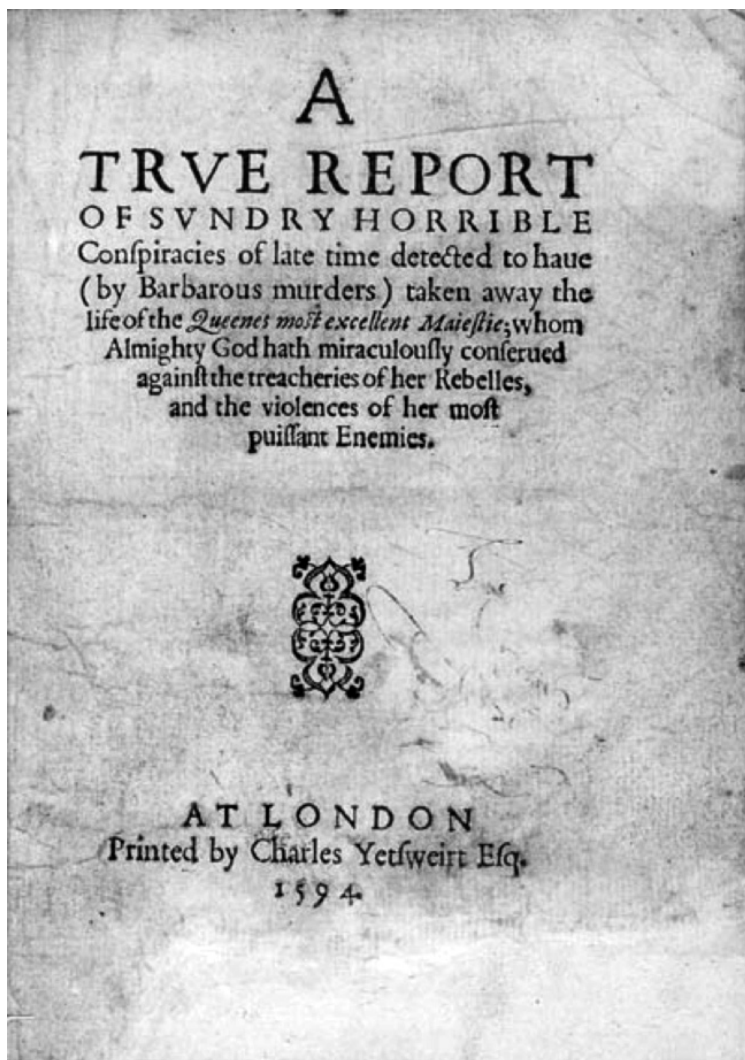 A
TRVE REPORT
OF SVNDRY HORRIBLE
Conſpiracies of late time detected to haue
(by Barbarous murders) taken away the
life of the Queenes moſt excellent Maieſtie; whom
Almighty God hath miraculouſly conſerued
againſt the treacheries of her Rebelles,
and the violences of her moſt
puiſſant Enemies.
AT LONDON
Printed by Charles Yetſweirt Eſq.
1594.